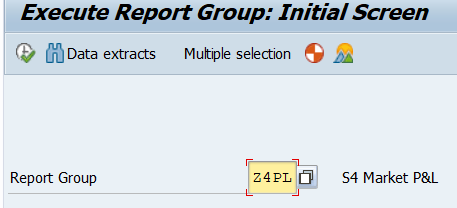 Execute Report Group: Initial Screen
Data extracts Multiple selection
Report Group Z4PL S4 Market P&L